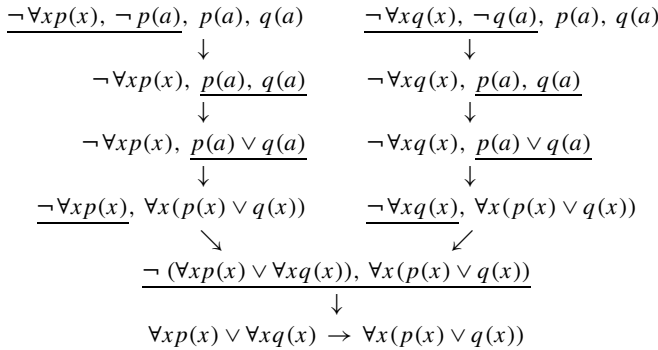 ¬∀xp(x), ¬p(a), p(a), q(a) ¬∀xq(x), ¬q(a), p(a), q(a)
↓ ↓
¬∀xp(x), p(a), q(a) ¬∀xq(x), p(a), q(a)
↓ ↓
¬∀xp(x), p(a) ∨ q(a) ¬∀xq(x), p(a) ∨ q(a)
↓ ↓
¬∀xp(x), ∀x(p(x) ∨ q(x)) ¬∀xq(x), ∀x(p(x) ∨ q(x))
↘ ↙
¬ (∀xp(x) ∨ ∀xq(x)), ∀x(p(x) ∨ q(x))
↓
∀xp(x) ∨ ∀xq(x) → ∀x(p(x) ∨ q(x))